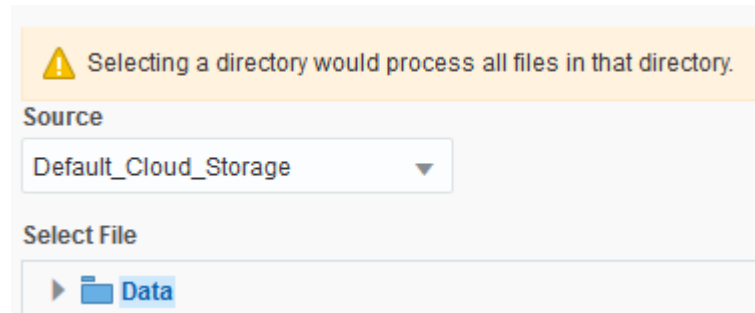 Selecting a directory would process all files in that directory.
Source
Default_Cloud_Storage
Select File
Data